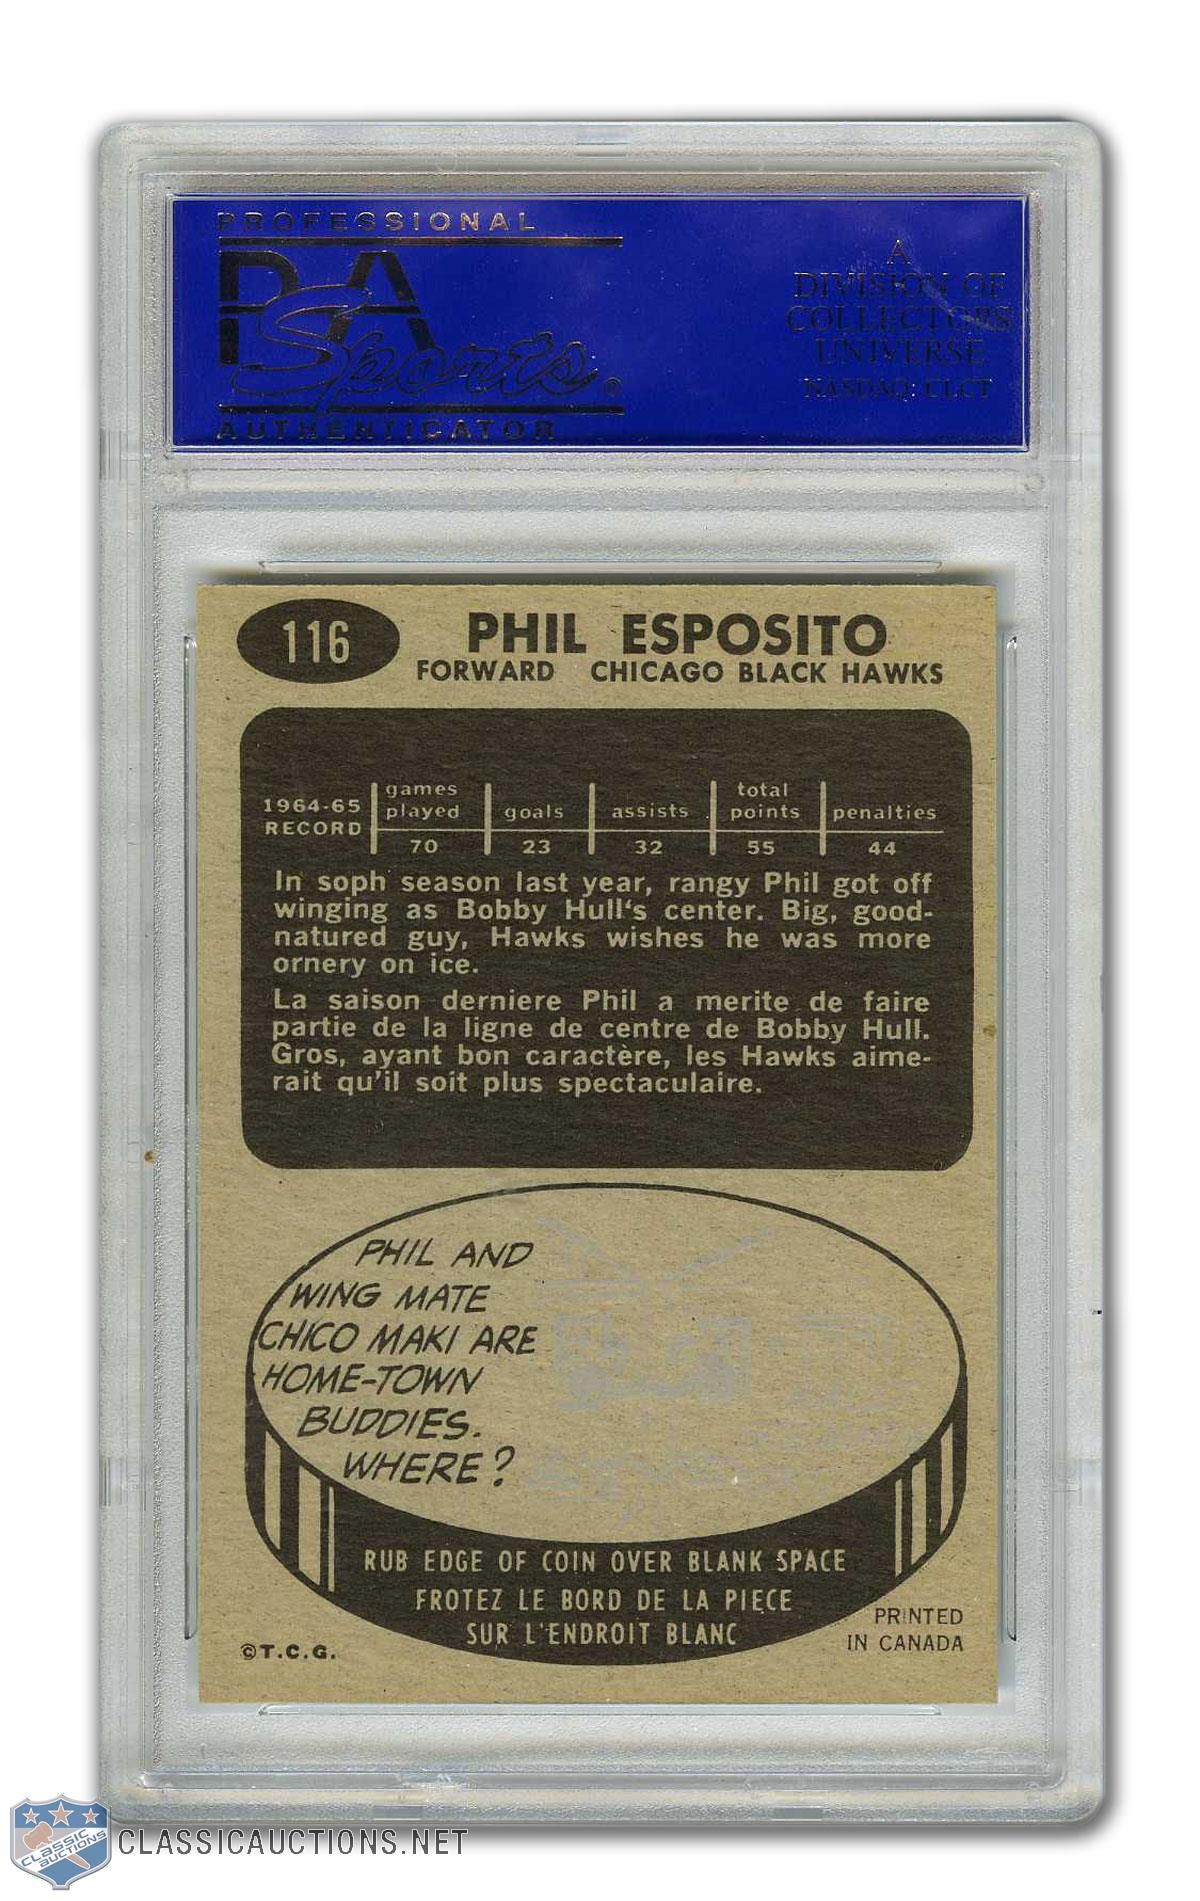 PROFESSIONAL
PSA
Sports®
AUTHENTICATOR
A
DIVISION OF
COLLECTORS
UNIVERSE
NASDAQ: CLCT
116
PHIL ESPOSITO
FORWARD CHICAGO BLACK HAWKS
1964-65 RECORD games played goals assists total points penalties
70 23 32 55 44
In soph season last year, rangy Phil got off
winging as Bobby Hull's center. Big, good-
natured guy, Hawks wishes he was more
ornery on ice.
La saison derniere Phil a merite de faire
partie de la ligne de centre de Bobby Hull.
Gros, ayant bon caractère, les Hawks aime-
rait qu'il soit plus spectaculaire.
PHIL AND
WING MATE
CHICO MAKI ARE
HOME-TOWN
BUDDIES.
WHERE?
RUB EDGE OF COIN OVER BLANK SPACE
FROTEZ LE BORD DE LA PIECE
SUR L'ENDROIT BLANC
©T.C.G.
PRINTED
IN CANADA
CLASSIC
AUCTIONS
CLASSICAUCTIONS.NET